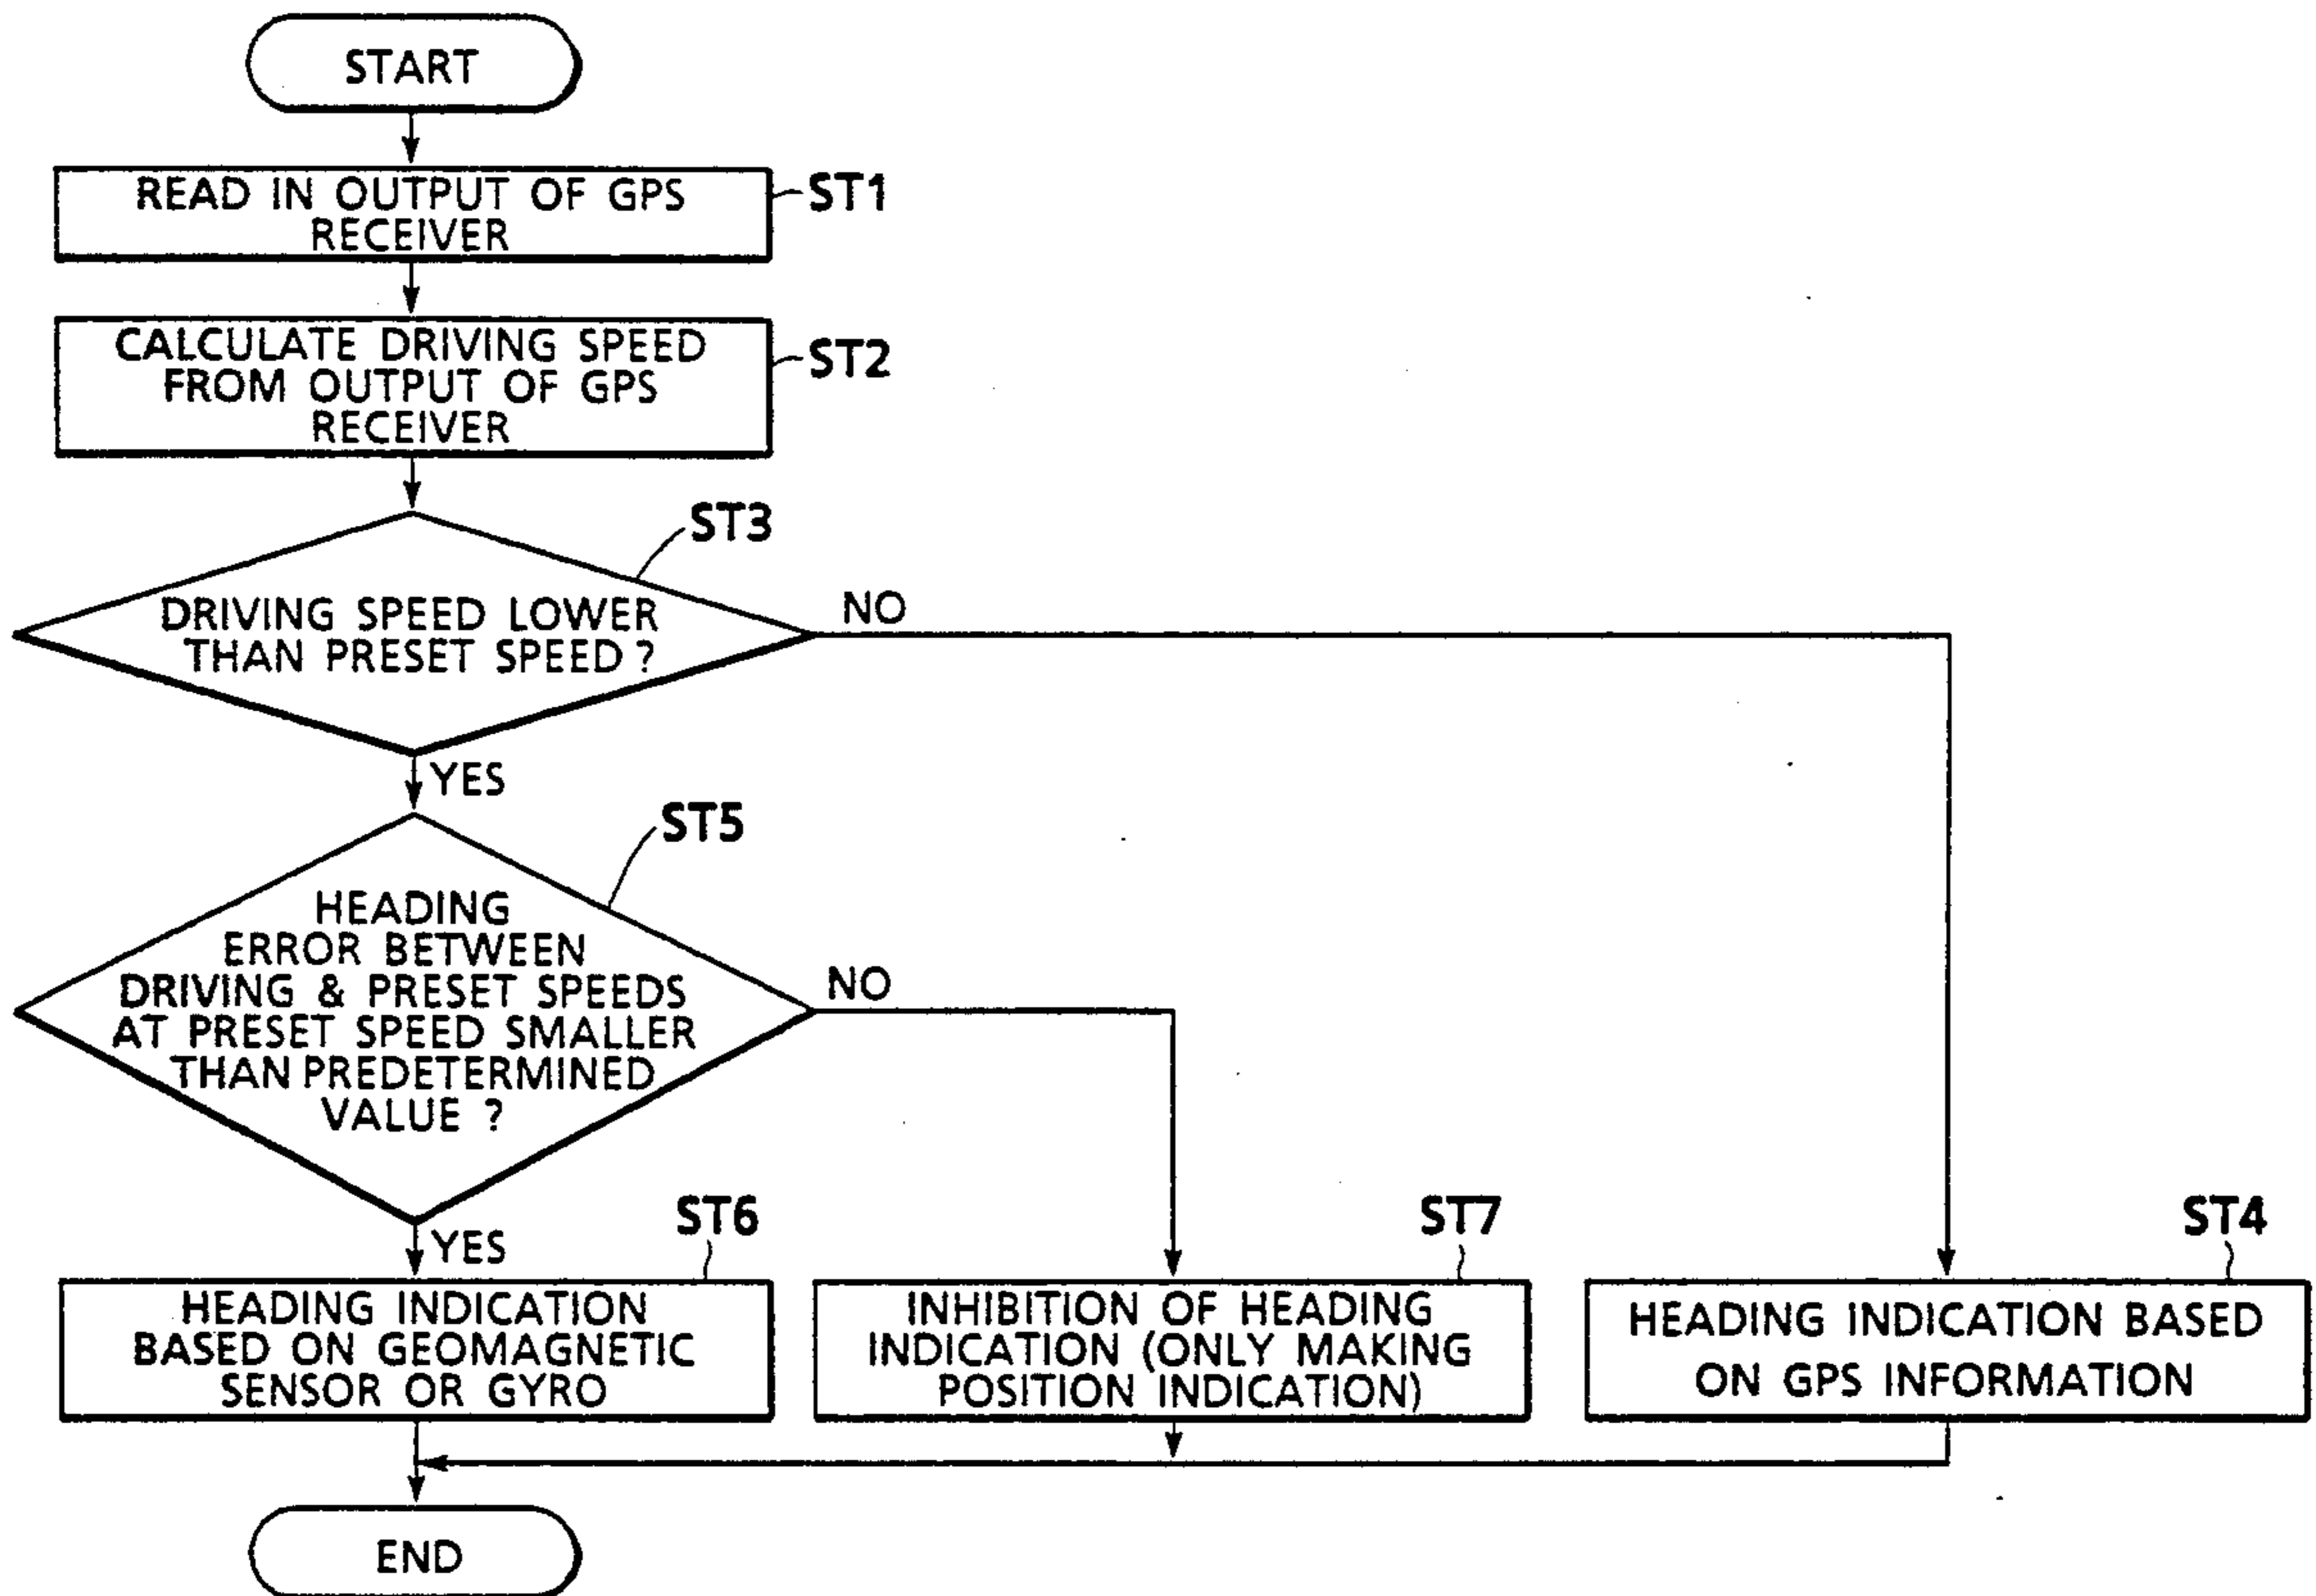 START
READ IN OUTPUT OF GPS
RECEIVER
ST1
CALCULATE DRIVING SPEED
FROM OUTPUT OF GPS
RECEIVER
ST2
ST3
DRIVING SPEED LOWER
THAN PRESET SPEED ?
NO
YES
ST5
HEADING
ERROR BETWEEN
DRIVING & PRESET SPEEDS
AT PRESET SPEED SMALLER
THAN PREDETERMINED
VALUE ?
NO
YES
ST6
HEADING INDICATION
BASED ON GEOMAGNETIC
SENSOR OR GYRO
ST7
INHIBITION OF HEADING
INDICATION (ONLY MAKING
POSITION INDICATION)
ST4
HEADING INDICATION BASED
ON GPS INFORMATION
END